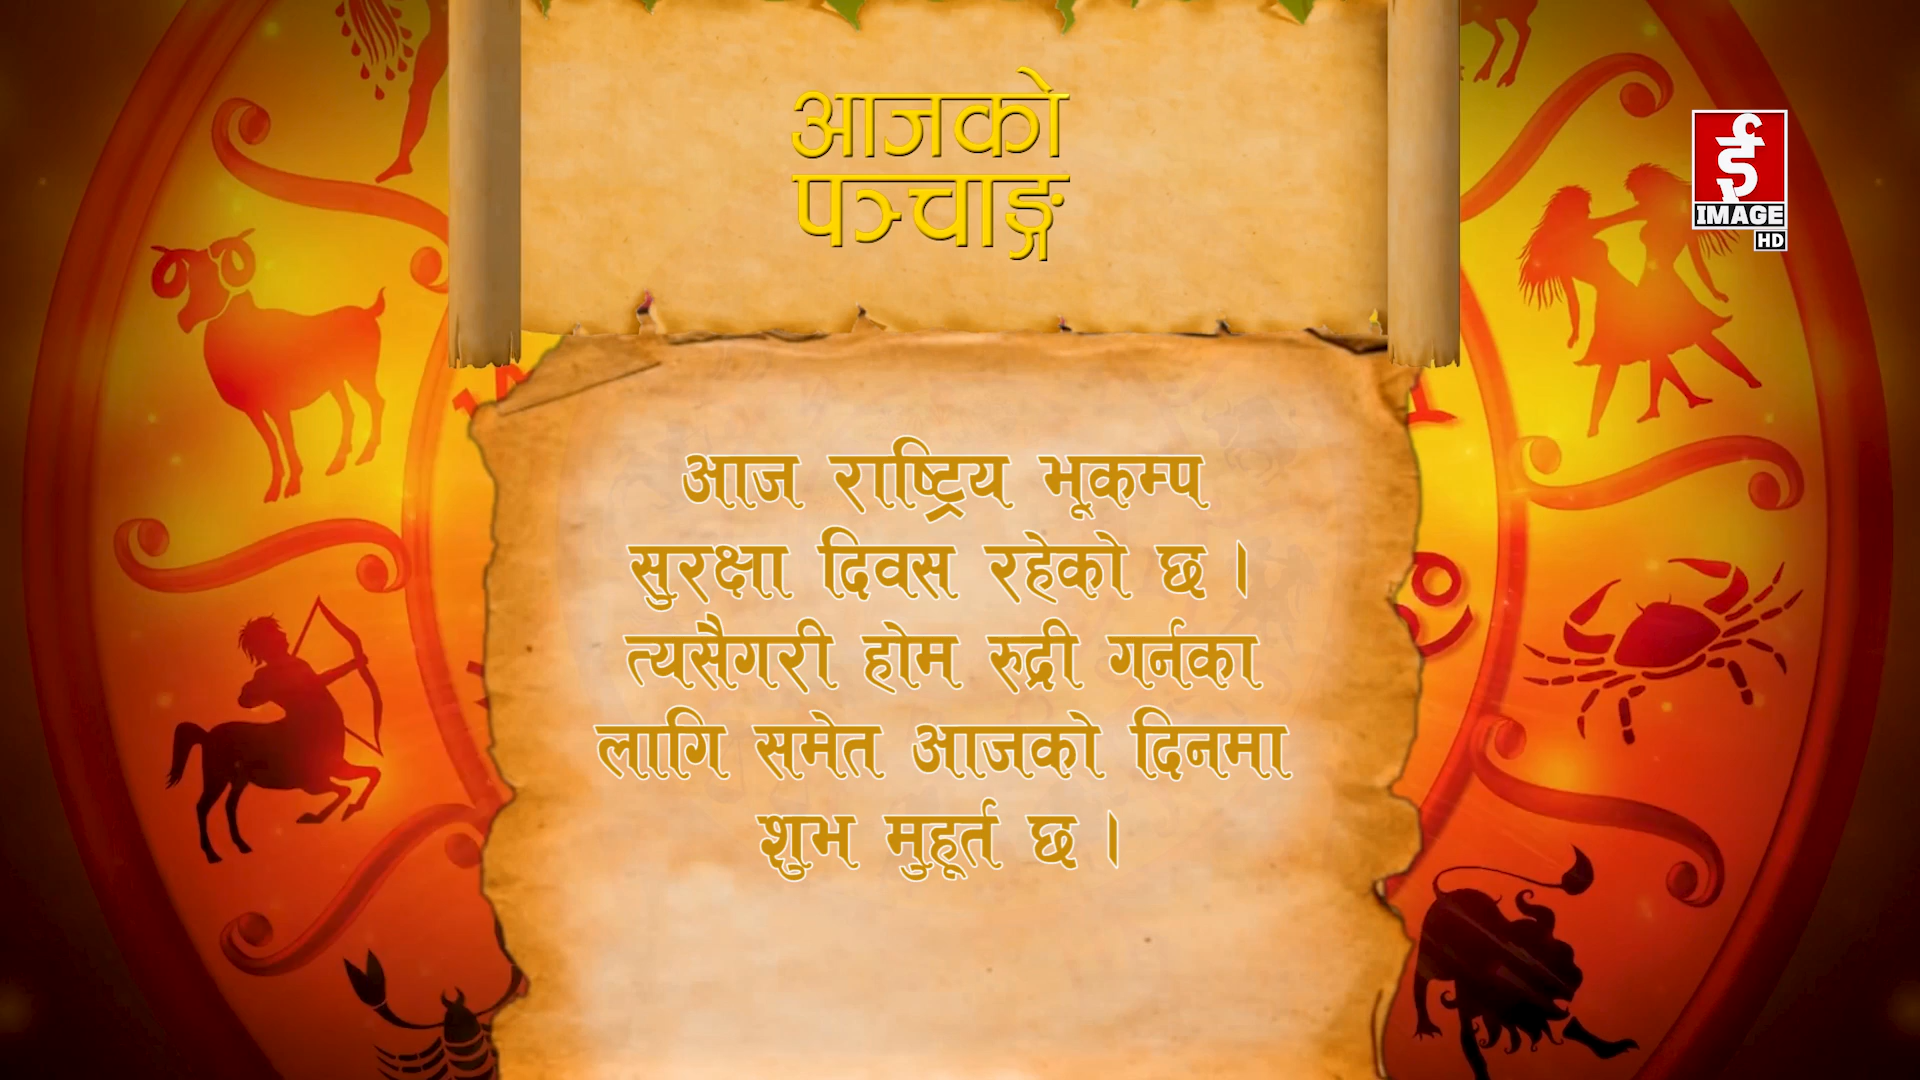 आजको
पञ्चाङ्ग
IMAGE
HD
आज राष्ट्रिय भूकम्प
सुरक्षा दिवस रहेको छ ।
त्यसैगरी होम रुद्री गर्नका
लागि समेत आजको दिनमा
शुभ मुहूर्त छ ।